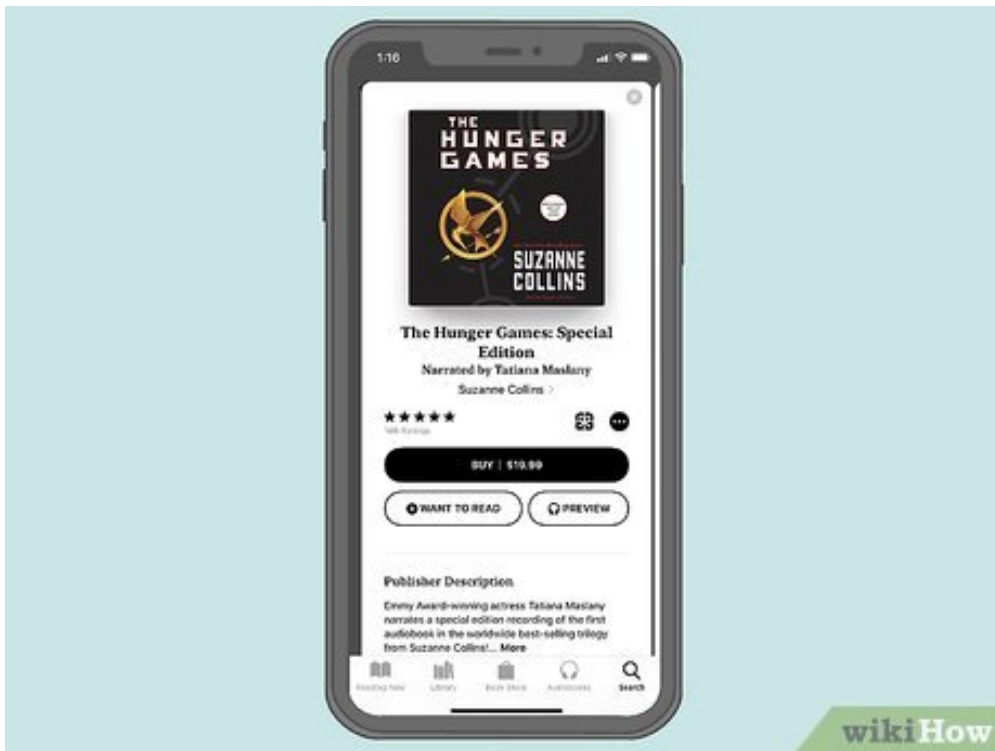 1:16
THE
HUNGER
GAMES
SUZANNE
COLLINS
The Hunger Games: Special
Edition
Narrated by Tatiana Maslany
Suzanne Collins >
Ratings
BUY | $19.99
WANT TO READ
PREVIEW
Publisher Description
Emmy Award-winning actress Tatiana Maslany
narrates a special edition recording of the first
audiobook in the worldwide best-selling trilogy
from Suzanne Collins!... More
Reading Now
Library
Book Store
Audiobooks
Search
wikiHow